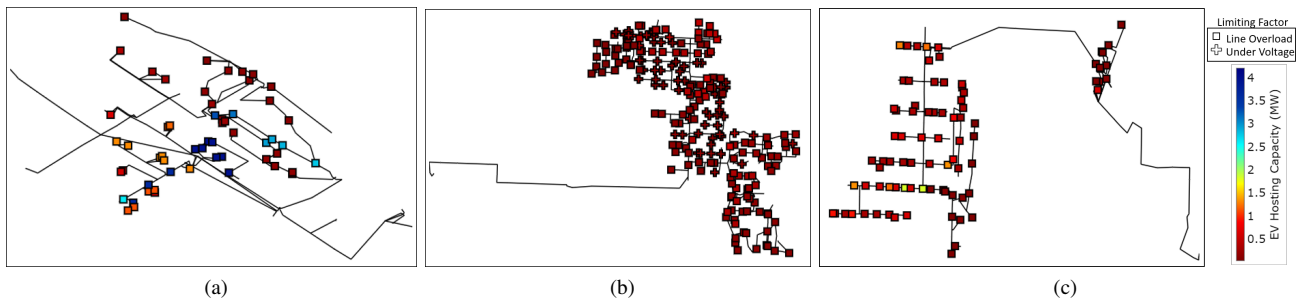 Limiting Factor
Line Overload
Under Voltage
4
3.5
3
2.5
2
1.5
1
0.5
EV Hosting Capacity (MW)
(a)
(b)
(c)